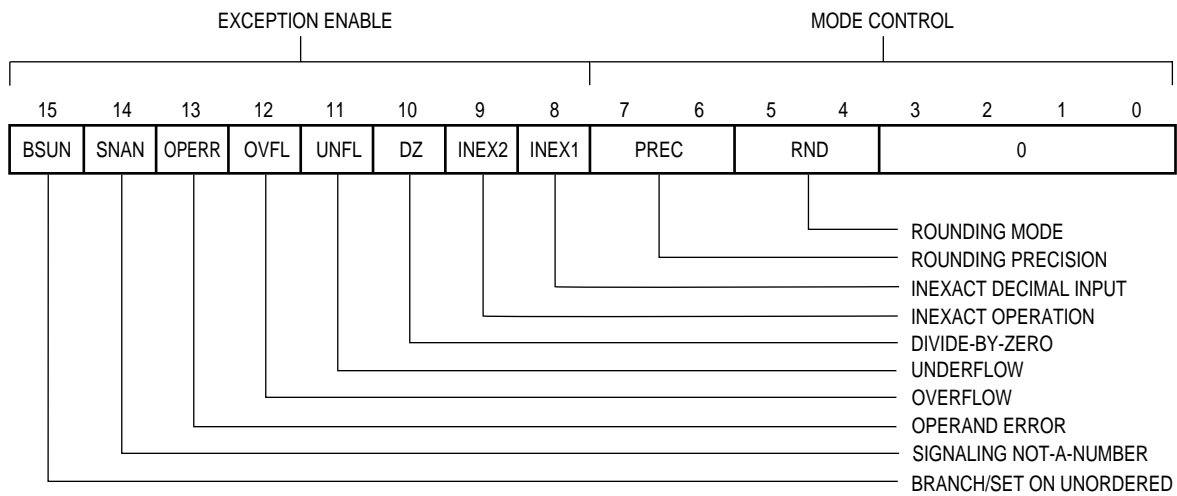 EXCEPTION ENABLE MODE CONTROL
15 14 13 12 11 10 9 8 7 6 5 4 3 2 1 0
BSUN SNAN OPERR OVFL UNFL DZ INEX2 INEX1 PREC RND 0
ROUNDING MODE
ROUNDING PRECISION
INEXACT DECIMAL INPUT
INEXACT OPERATION
DIVIDE-BY-ZERO
UNDERFLOW
OVERFLOW
OPERAND ERROR
SIGNALING NOT-A-NUMBER
BRANCH/SET ON UNORDERED